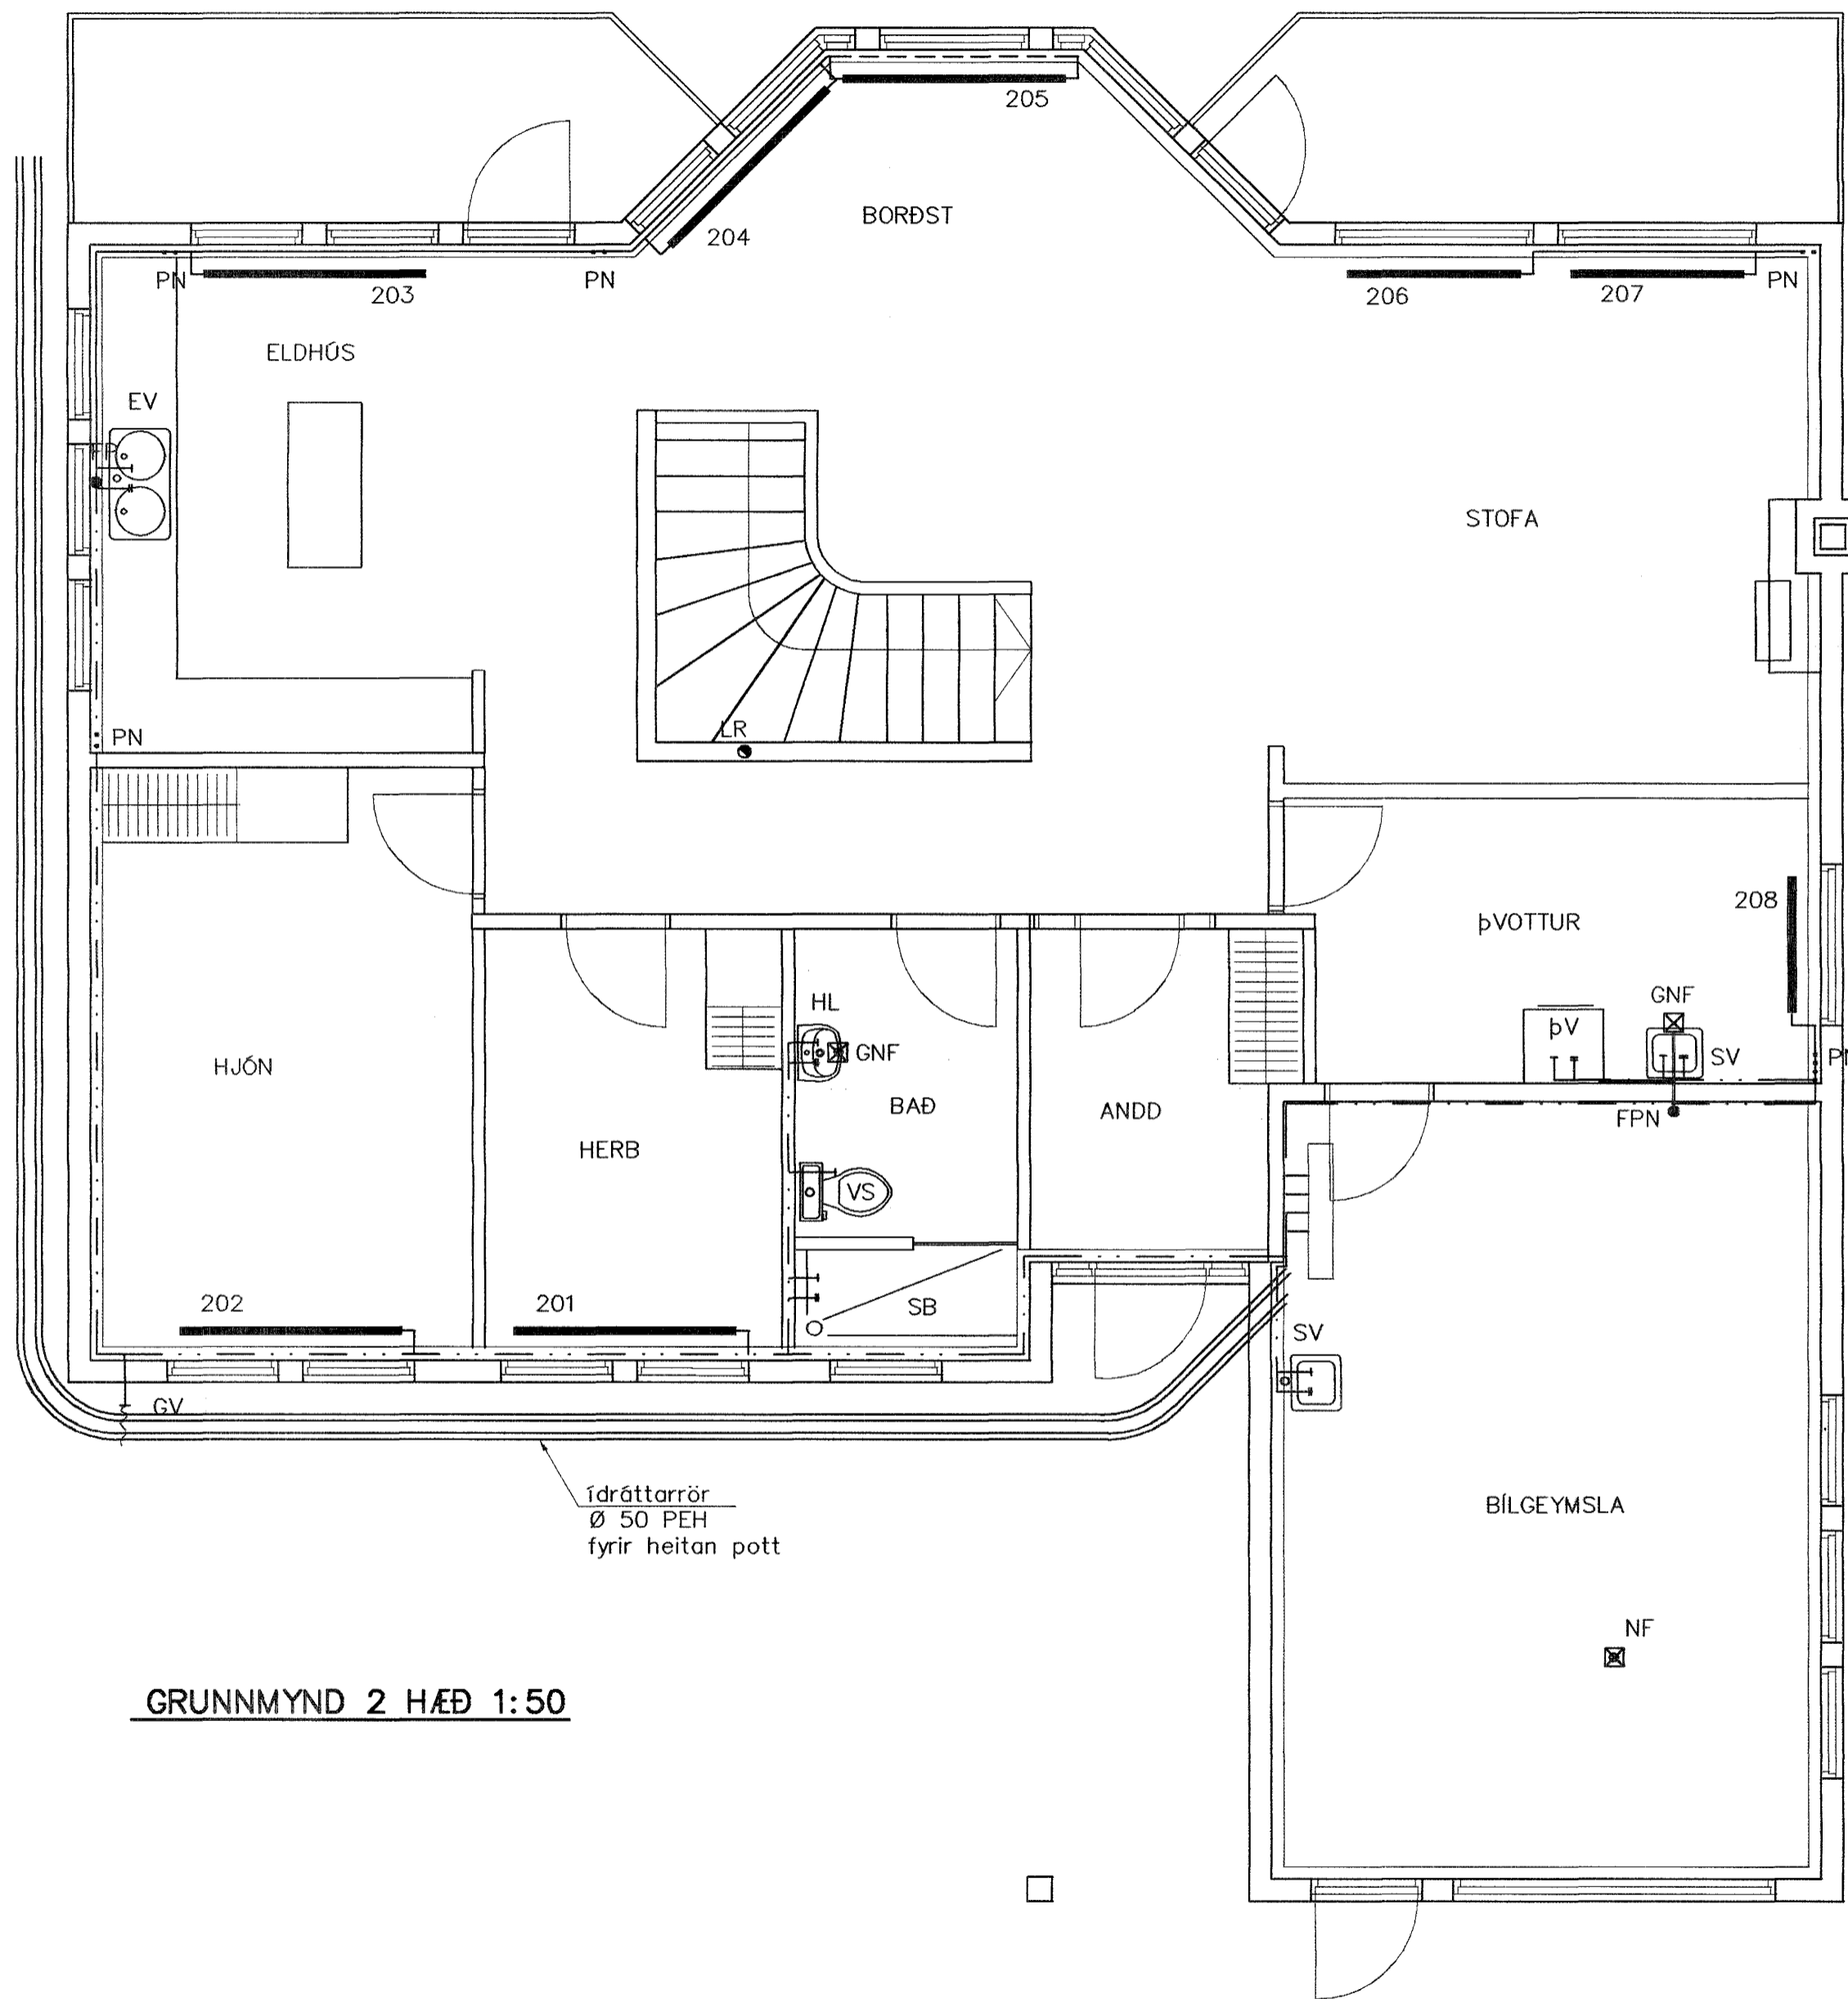 205
BORÐST
204
PN
203
PN
206
207
PN
ELDHÚS
EV
STOFA
LR
PN
208
ÞVOTTUR
GNF
HL
GNF
ÞV
SV
HJÓN
BAÐ
ANDD
FPN
HERB
VS
202
201
SB
SV
GV
ídráttarrör
Ø 50 PEH
fyrir heitan pott
BÍLGEYMSLA
NF
GRUNNMYND 2 HÆÐ 1:50